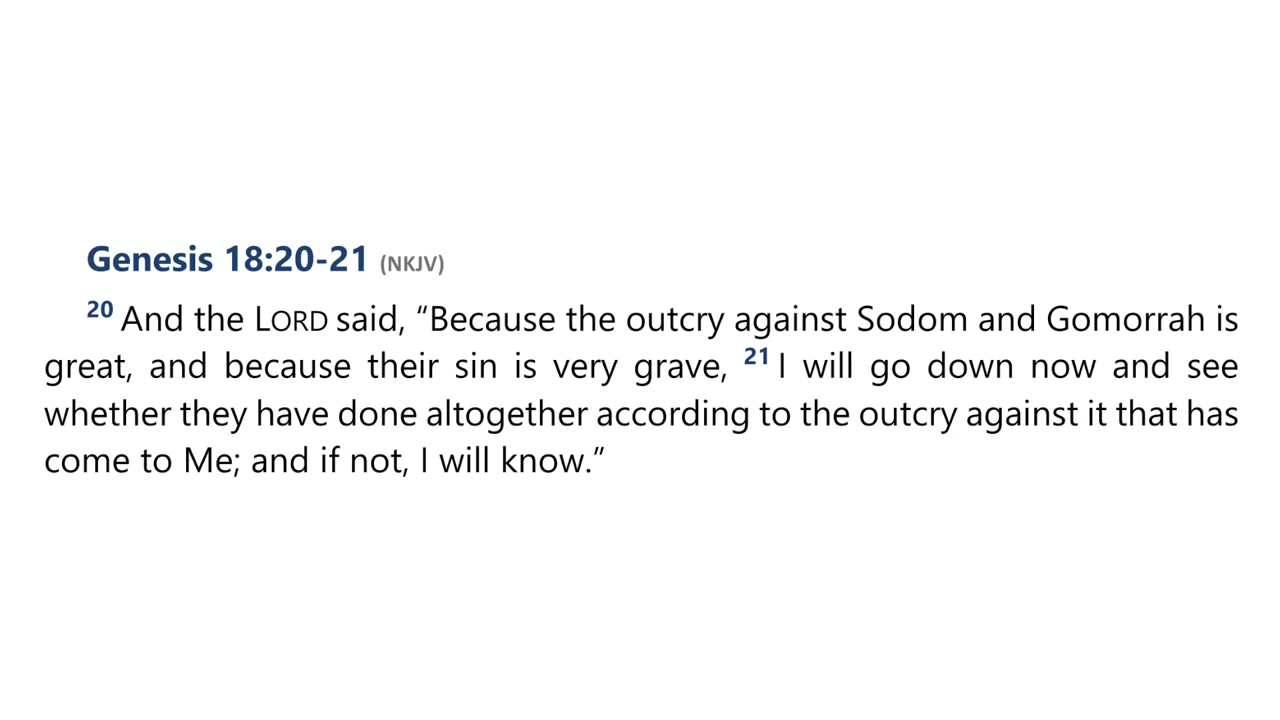 Genesis 18:20-21 (NKJV)
20 And the LORD said, “Because the outcry against Sodom and Gomorrah is
great, and because their sin is very grave, 21 I will go down now and see
whether they have done altogether according to the outcry against it that has
come to Me; and if not, I will know.”